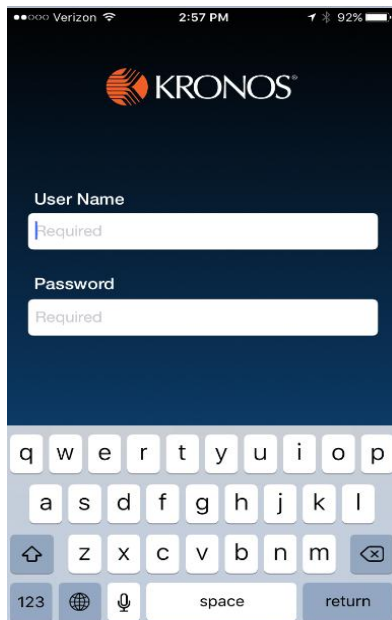 Verizon 2:57 PM 92%
KRONOS®
User Name
Required
Password
Required
q w e r t y u i o p
a s d f g h j k l
z x c v b n m
123 space return